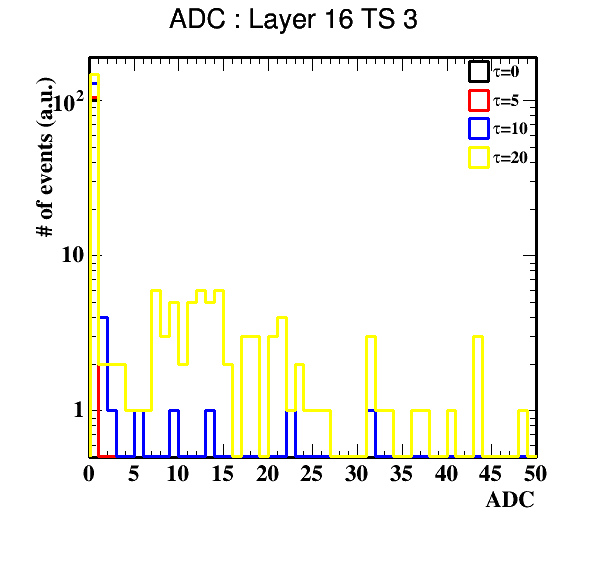 ADC : Layer 16 TS 3
# of events (a.u.)
10²
10
1
τ=0
τ=5
τ=10
τ=20
0 5 10 15 20 25 30 35 40 45 50
ADC